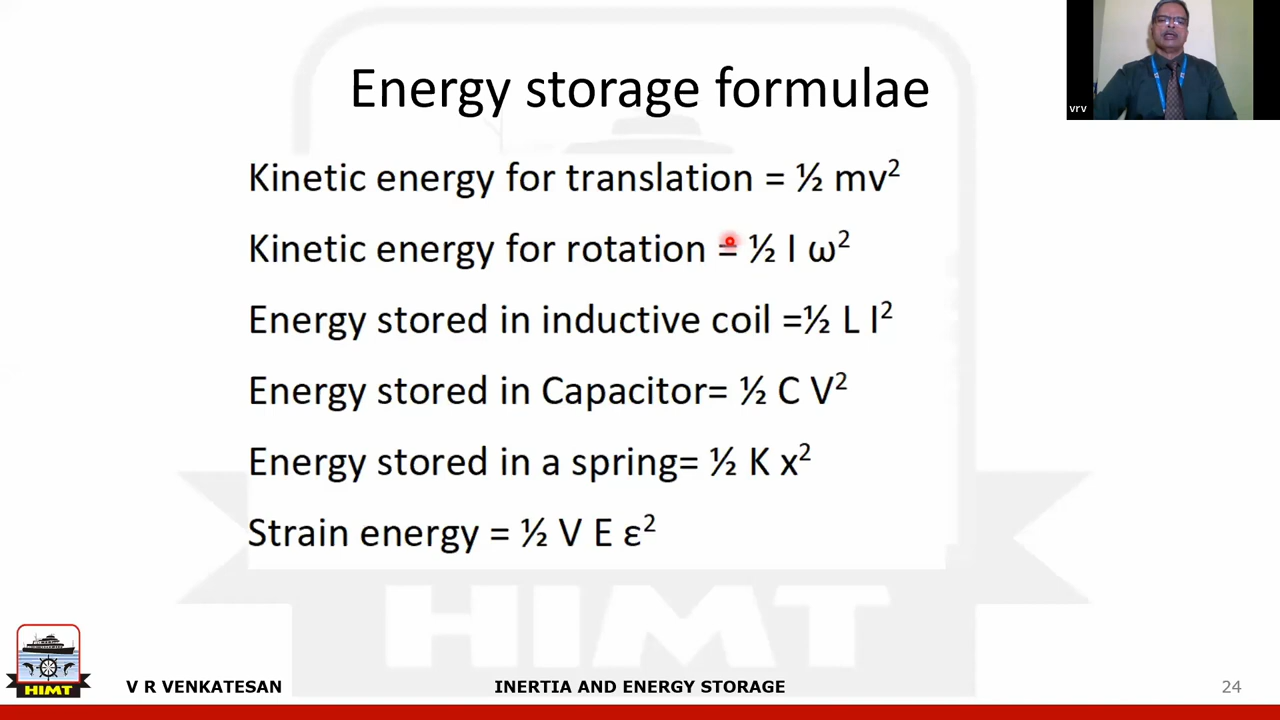 vrv
Energy storage formulae
Kinetic energy for translation = ½ mv²
Kinetic energy for rotation = ½ I ω²
Energy stored in inductive coil =½ L I²
Energy stored in Capacitor= ½ C V²
Energy stored in a spring= ½ K x²
Strain energy = ½ V E ε²
HIMT
HIMT
V R VENKATESAN
INERTIA AND ENERGY STORAGE
24